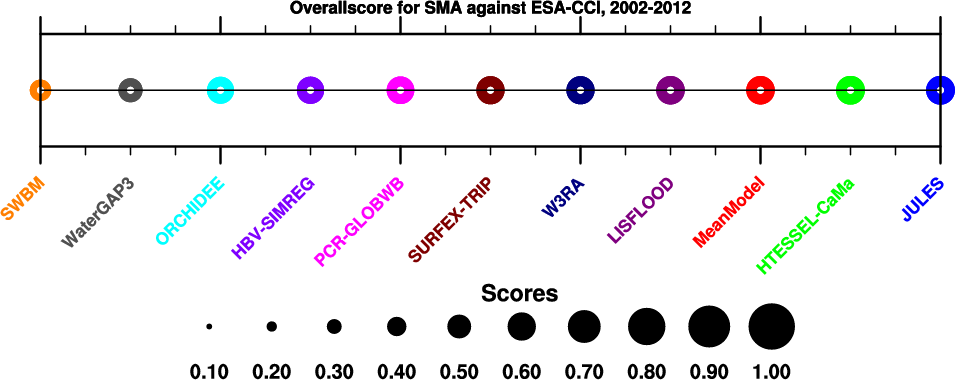 Overallscore for SMA against ESA-CCI, 2002-2012
SWBM
WaterGAP3
ORCHIDEE
HBV-SIMREG
PCR-GLOBWB
SURFEX-TRIP
W3RA
LISFLOOD
MeanModel
HTESSEL-CaMa
JULES
Scores
0.10 0.20 0.30 0.40 0.50 0.60 0.70 0.80 0.90 1.00